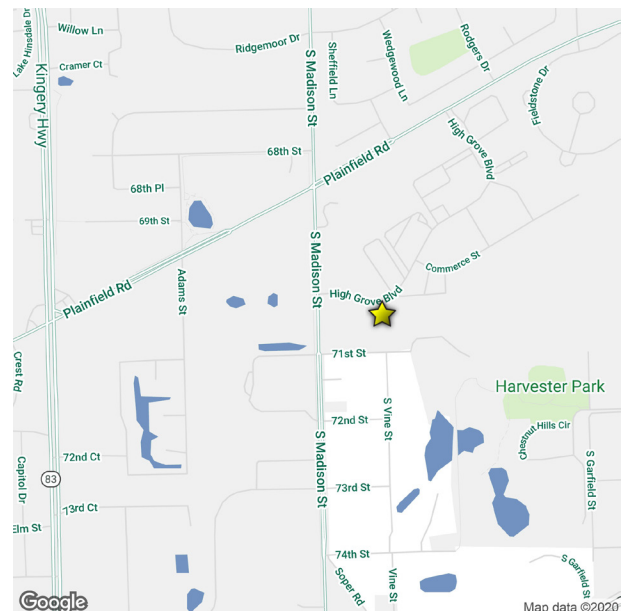 Lake Hinsdale Dr
Willow Ln
Cramer Ct
Kingery Hwy
Ridgemoor Dr
S Madison St
Sheffield Ln
Wedgewood Ln
Rodgers Dr
Fieldstone Dr
High Grove Blvd
68th St
Plainfield Rd
68th Pl
69th St
S Madison St
Commerce St
Adams St
Plainfield Rd
High Grove Blvd
71st St
Crest Rd
Harvester Park
S Vine St
72nd St
Chestnut Hills Cir
S Garfield St
S Madison St
72nd Ct
Capitol Dr
83
73rd St
73rd Ct
Elm St
74th St
Soper Rd
Vine St
S Garfield St
Google
Map data ©2020